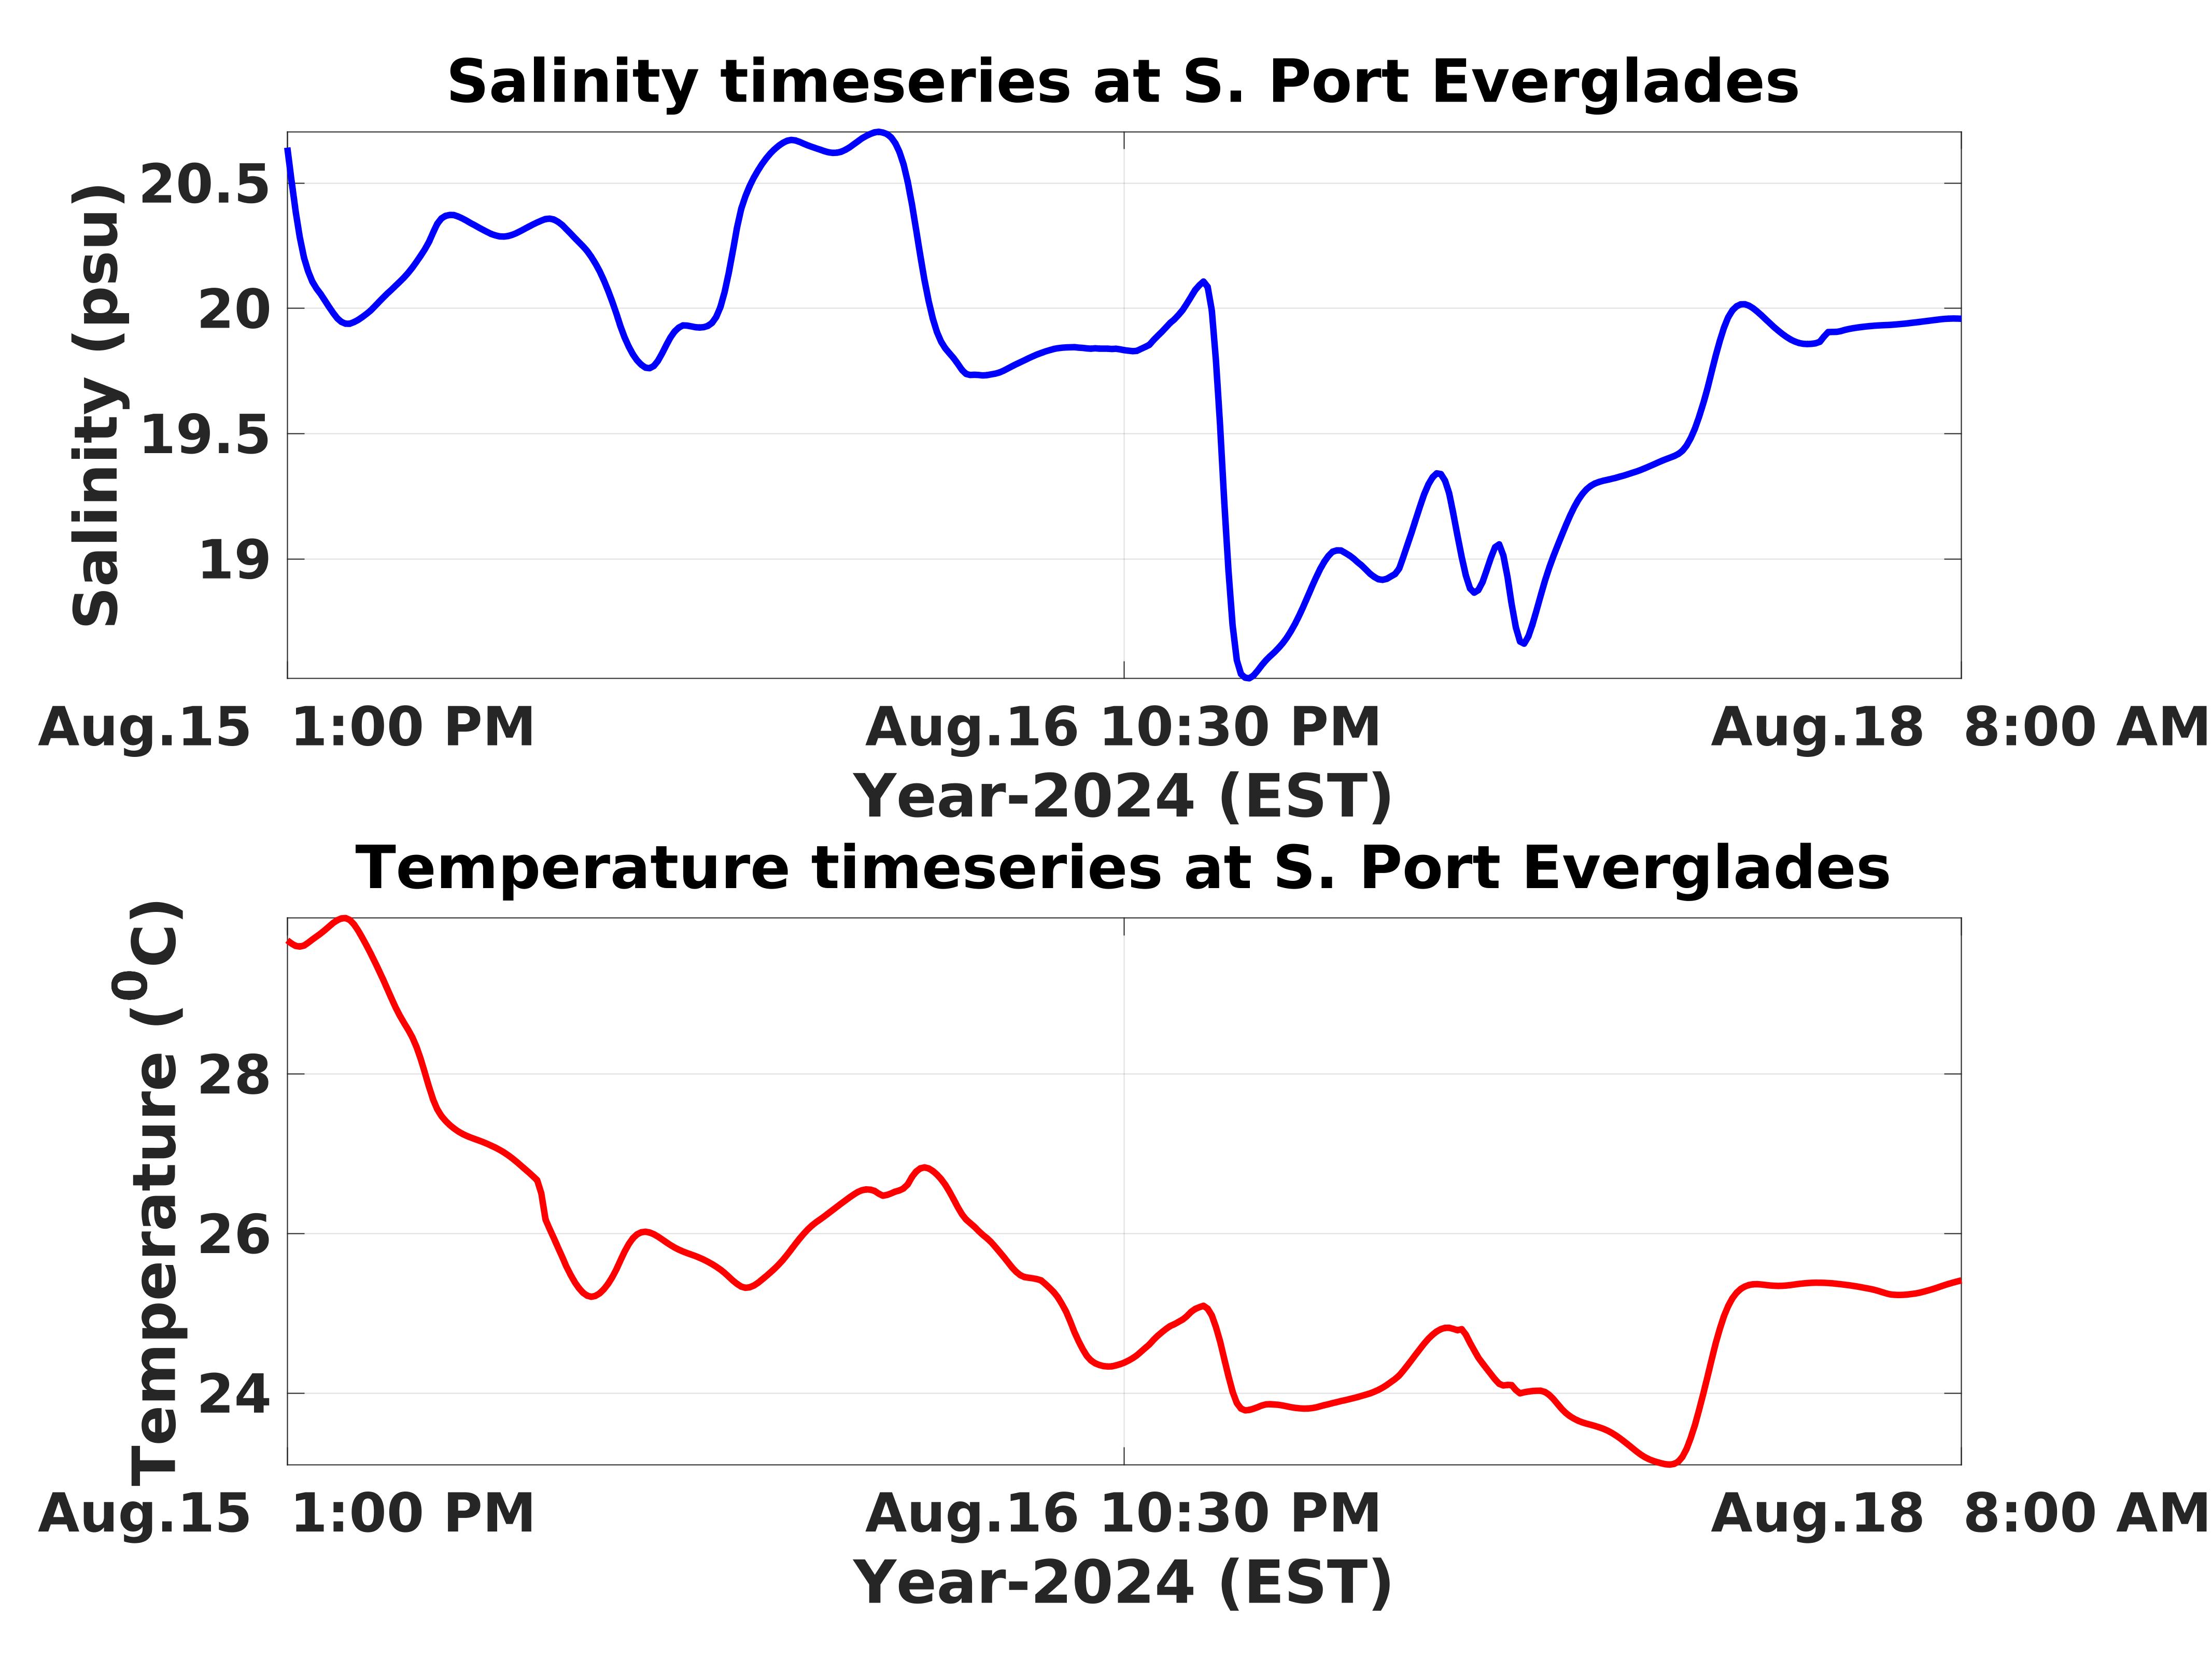 Salinity timeseries at S. Port Everglades
Salinity (psu)
20.5
20
19.5
19
Aug.15 1:00 PM
Aug.16 10:30 PM
Aug.18 8:00 AM
Year-2024 (EST)
Temperature timeseries at S. Port Everglades
Temperature (⁰C)
28
26
24
Aug.15 1:00 PM
Aug.16 10:30 PM
Aug.18 8:00 AM
Year-2024 (EST)